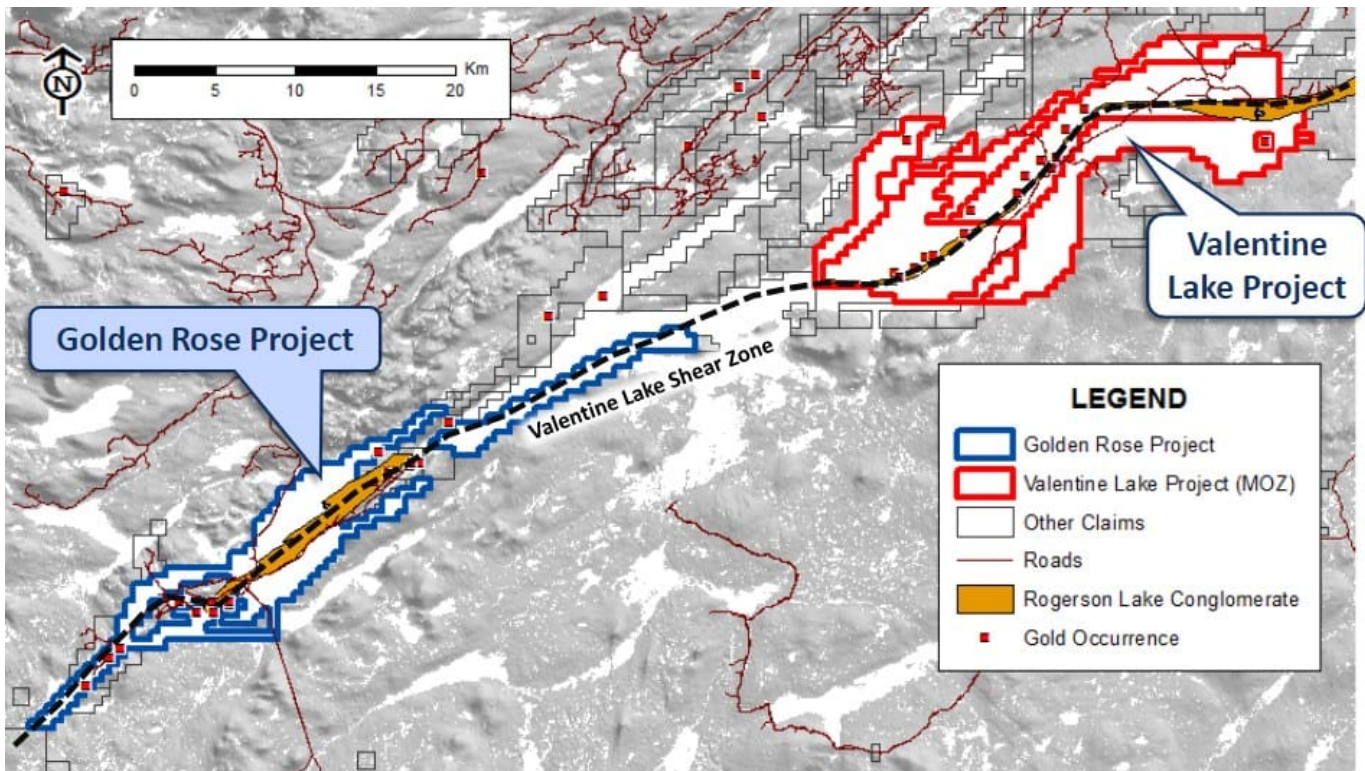 N
Km
0 5 10 15 20
Valentine
Lake Project
Golden Rose Project
Valentine Lake Shear Zone
LEGEND
Golden Rose Project
Valentine Lake Project (MOZ)
Other Claims
Roads
Rogerson Lake Conglomerate
Gold Occurrence